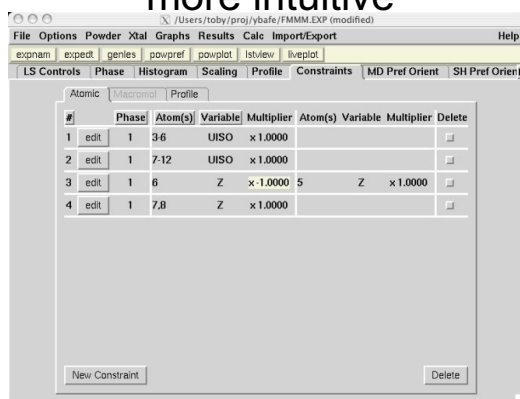 more intuitive
X /Users/toby/proj/ybafe/FMMM.EXP (modified)
File Options Powder Xtal Graphs Results Calc Import/Export Help
expnam expedt genles powpref powplot lstview liveplot
LS Controls Phase Histogram Scaling Profile Constraints MD Pref Orient SH Pref Orien
Atomic Macromol Profile
# Phase Atom(s) Variable Multiplier Atom(s) Variable Multiplier Delete
1 edit 1 3-6 UISO x 1.0000
2 edit 1 7-12 UISO x 1.0000
3 edit 1 6 Z x -1.0000 5 Z x 1.0000
4 edit 1 7,8 Z x 1.0000
New Constraint Delete